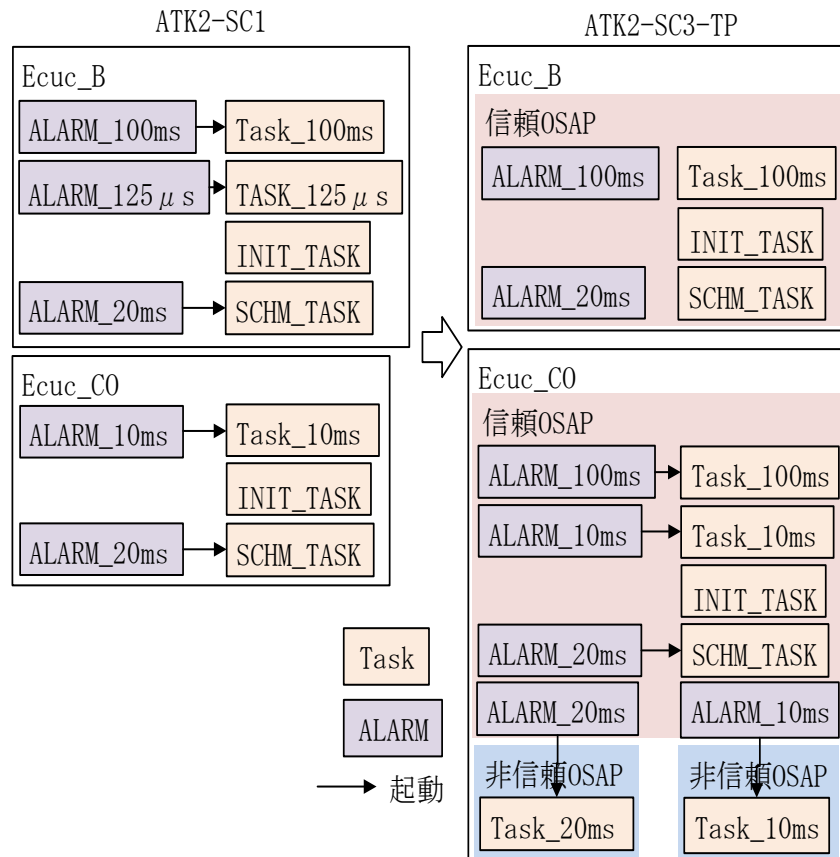 ATK2-SC1
Ecuc_B
ALARM_100ms
Task_100ms
ALARM_125μs
TASK_125μs
INIT_TASK
ALARM_20ms
SCHM_TASK
Ecuc_CO
ALARM_10ms
Task_10ms
INIT_TASK
ALARM_20ms
SCHM_TASK
Task
ALARM
起動
ATK2-SC3-TP
Ecuc_B
信頼OSAP
ALARM_100ms
Task_100ms
INIT_TASK
ALARM_20ms
SCHM_TASK
Ecuc_CO
信頼OSAP
ALARM_100ms
Task_100ms
ALARM_10ms
Task_10ms
INIT_TASK
ALARM_20ms
SCHM_TASK
ALARM_20ms
ALARM_10ms
非信頼OSAP
非信頼OSAP
Task_20ms
Task_10ms